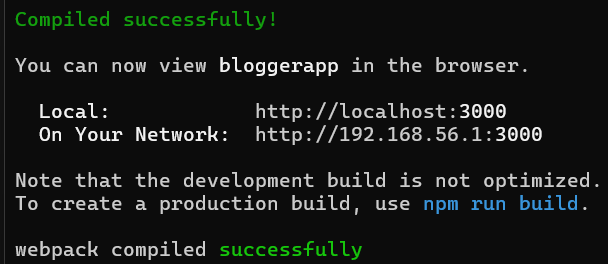 Compiled successfully!
You can now view bloggerapp in the browser.
Local: http://localhost:3000
On Your Network: http://192.168.56.1:3000
Note that the development build is not optimized.
To create a production build, use npm run build.
webpack compiled successfully